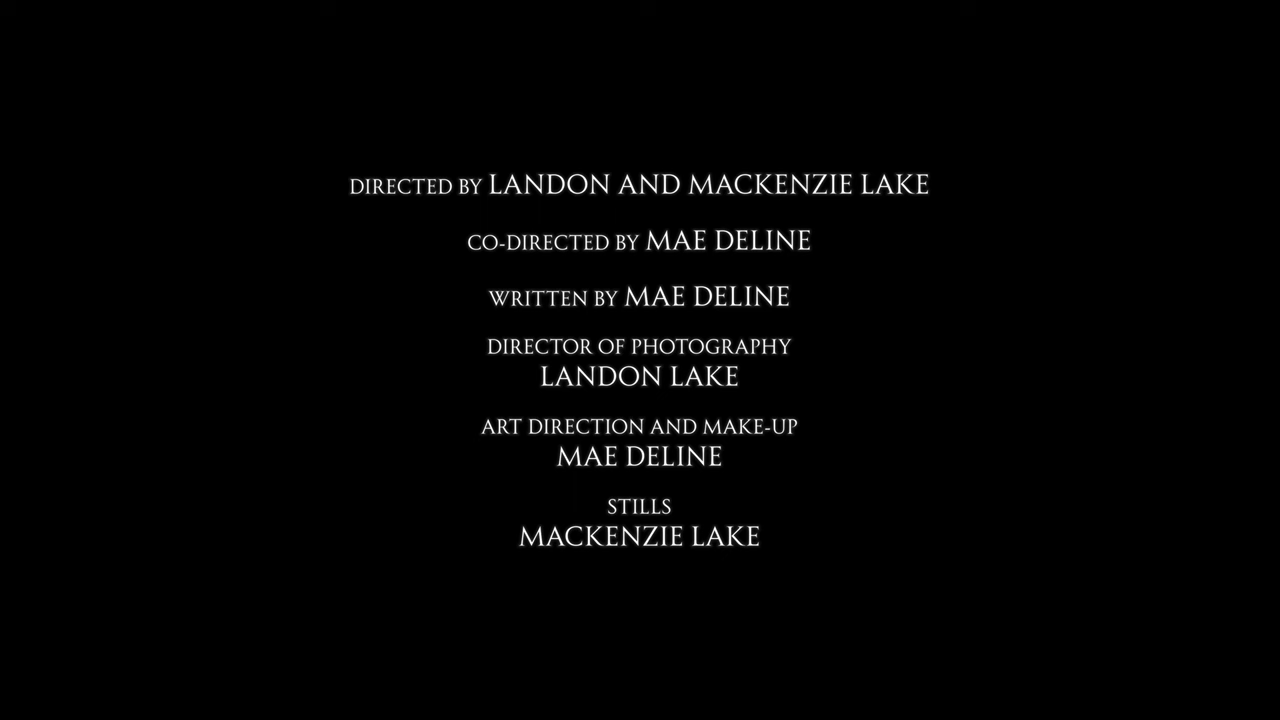 DIRECTED BY LANDON AND MACKENZIE LAKE
CO-DIRECTED BY MAE DELINE
WRITTEN BY MAE DELINE
DIRECTOR OF PHOTOGRAPHY
LANDON LAKE
ART DIRECTION AND MAKE-UP
MAE DELINE
STILLS
MACKENZIE LAKE